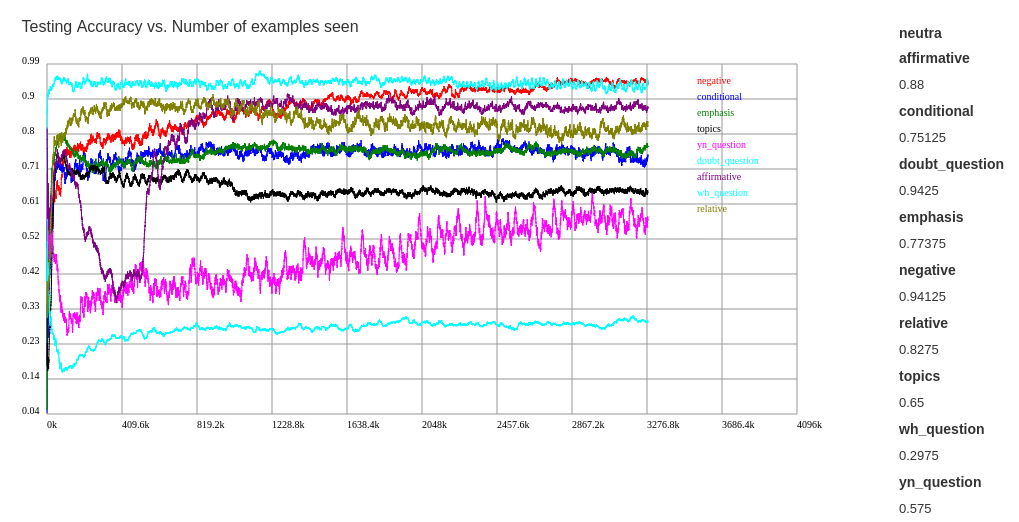 Testing Accuracy vs. Number of examples seen
0.99
0.9
0.8
0.71
0.61
0.52
0.42
0.33
0.23
0.14
0.04
0k 409.6k 819.2k 1228.8k 1638.4k 2048k 2457.6k 2867.2k 3276.8k 3686.4k 4096k
negative
conditional
emphasis
topics
yn_question
doubt_question
affirmative
wh_question
relative
neutra
affirmative
0.88
conditional
0.75125
doubt_question
0.9425
emphasis
0.77375
negative
0.94125
relative
0.8275
topics
0.65
wh_question
0.2975
yn_question
0.575